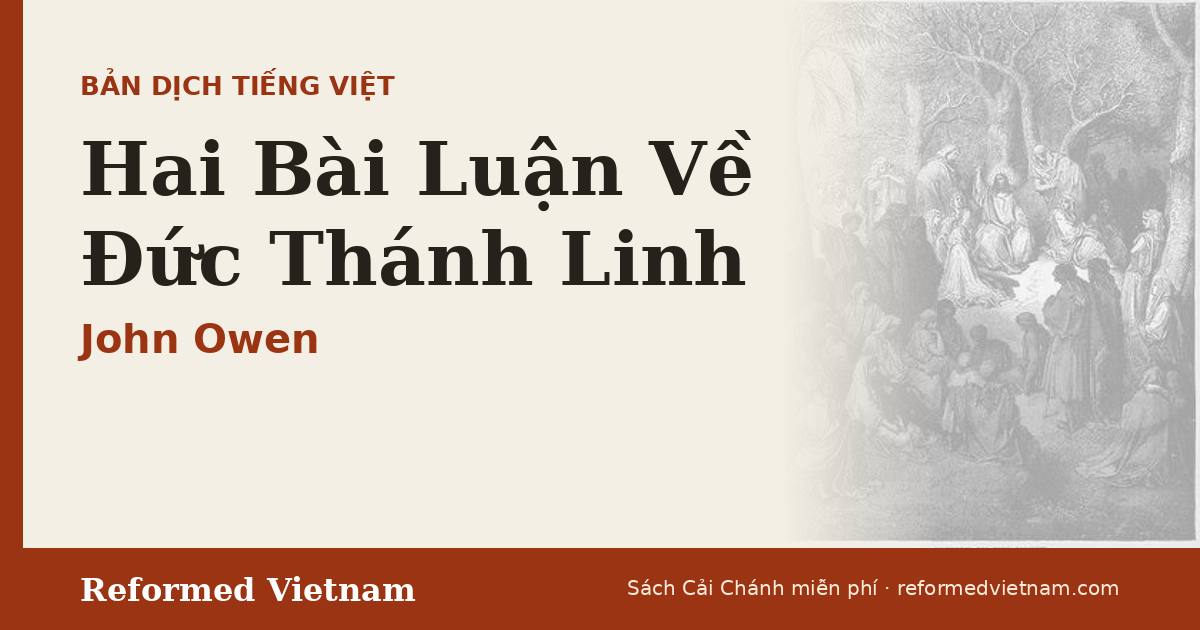 BẢN DỊCH TIẾNG VIỆT
Hai Bài Luận Về
Đức Thánh Linh
John Owen
Reformed Vietnam
Sách Cải Chánh miễn phí · reformedvietnam.com